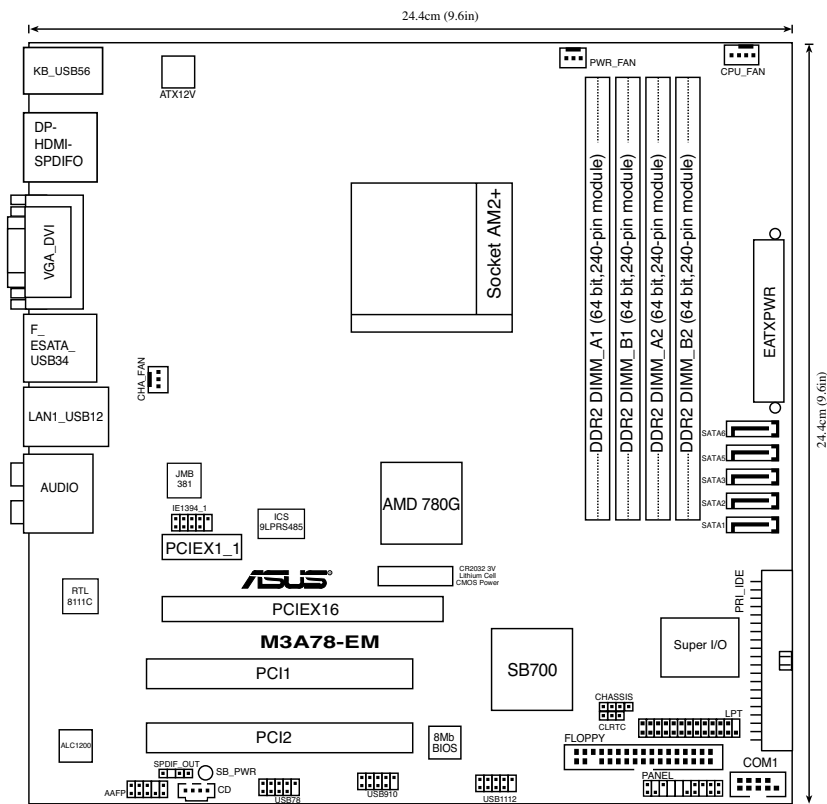 24.4cm (9.6in)
KB_USB56
ATX12V
PWR_FAN
CPU_FAN
DP-
HDMI-
SPDIFO
VGA_DVI
Socket AM2+
DDR2 DIMM_A1 (64 bit,240-pin module)
DDR2 DIMM_B1 (64 bit,240-pin module)
DDR2 DIMM_A2 (64 bit,240-pin module)
DDR2 DIMM_B2 (64 bit,240-pin module)
EATXPWR
24.4cm (9.6in)
F_
ESATA_
USB34
CHA_FAN
LAN1_USB12
SATA6
SATA5
SATA3
SATA2
SATA1
AUDIO
JMB
381
IE1394_1
ICS
9LPRS485
AMD 780G
PCIEX1_1
CR2032 3V
Lithium Cell
CMOS Power
ASUS
RTL
8111C
PCIEX16
PRI_IDE
M3A78-EM
Super I/O
PCI1
SB700
CHASSIS
LPT
CLRTC
ALC1200
PCI2
8Mb
BIOS
FLOPPY
COM1
SPDIF_OUT
SB_PWR
PANEL
AAFP
CD
USB78
USB910
USB1112